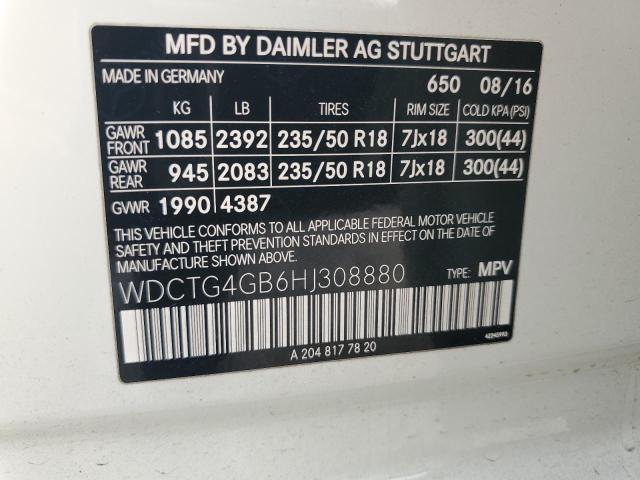 MFD BY DAIMLER AG STUTTGART
MADE IN GERMANY 650 08/16
KG LB TIRES RIM SIZE COLD KPA (PSI)
GAWR FRONT 1085 2392 235/50 R18 7Jx18 300(44)
GAWR REAR 945 2083 235/50 R18 7Jx18 300(44)
GVWR 1990 4387
THIS VEHICLE CONFORMS TO ALL APPLICABLE FEDERAL MOTOR VEHICLE
SAFETY AND THEFT PREVENTION STANDARDS IN EFFECT ON THE DATE OF
MANUFACTURE SHOWN ABOVE.
WDCTG4GB6HJ308880 TYPE: MPV
A 204 817 78 20